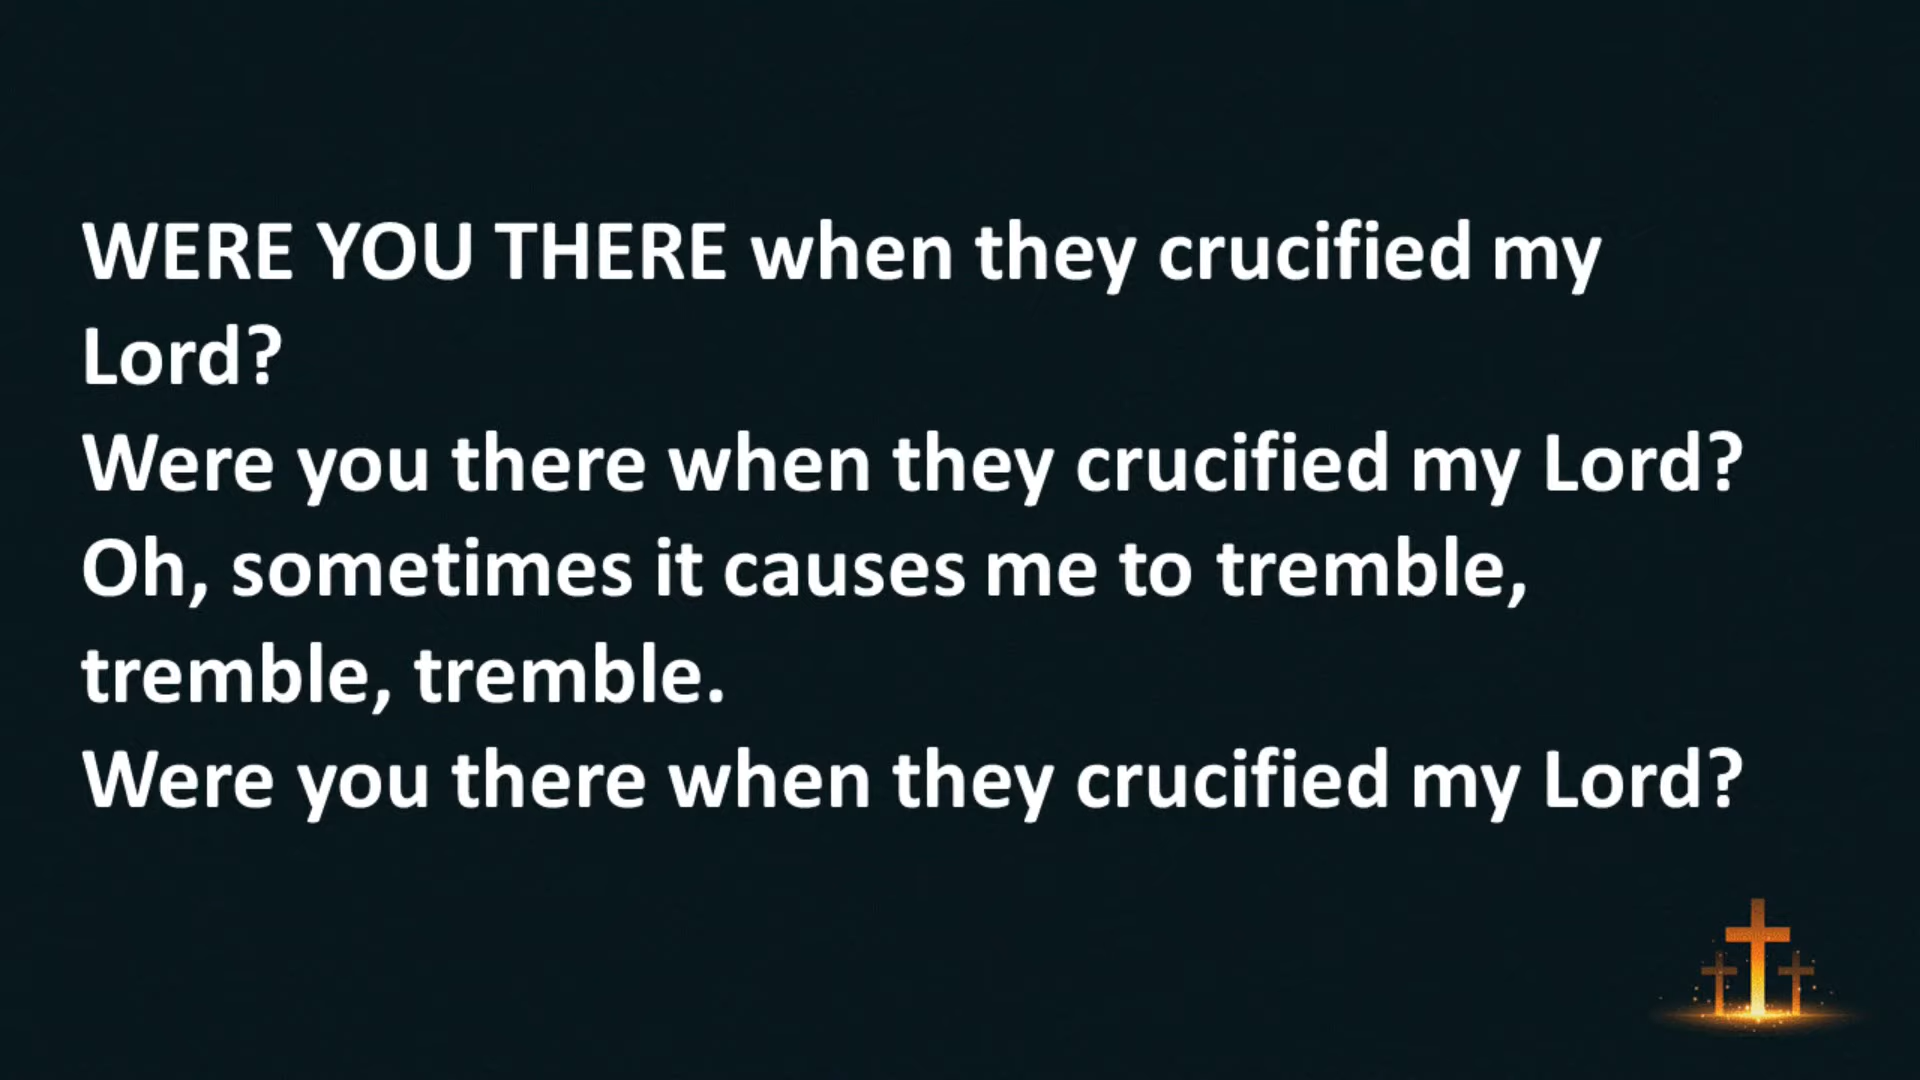 WERE YOU THERE when they crucified my
Lord?
Were you there when they crucified my Lord?
Oh, sometimes it causes me to tremble,
tremble, tremble.
Were you there when they crucified my Lord?